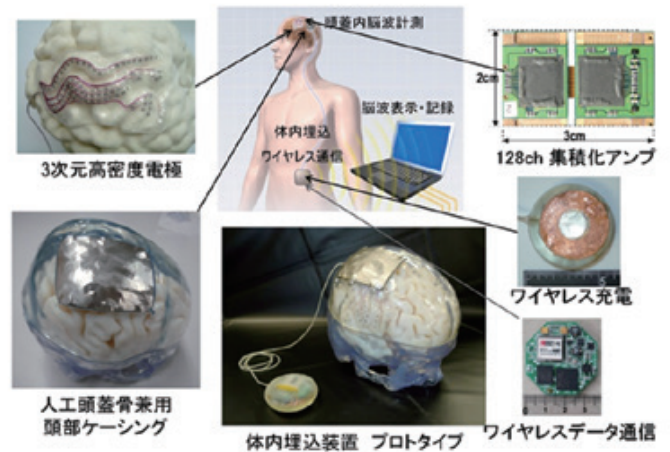 頭蓋内脳波計測
2cm
3cm
128ch 集積化アンプ
3次元高密度電極
脳波表示・記録
体内埋込
ワイヤレス通信
ワイヤレス充電
人工頭蓋骨兼用
頭部ケーシング
体内埋込装置 プロトタイプ
ワイヤレスデータ通信